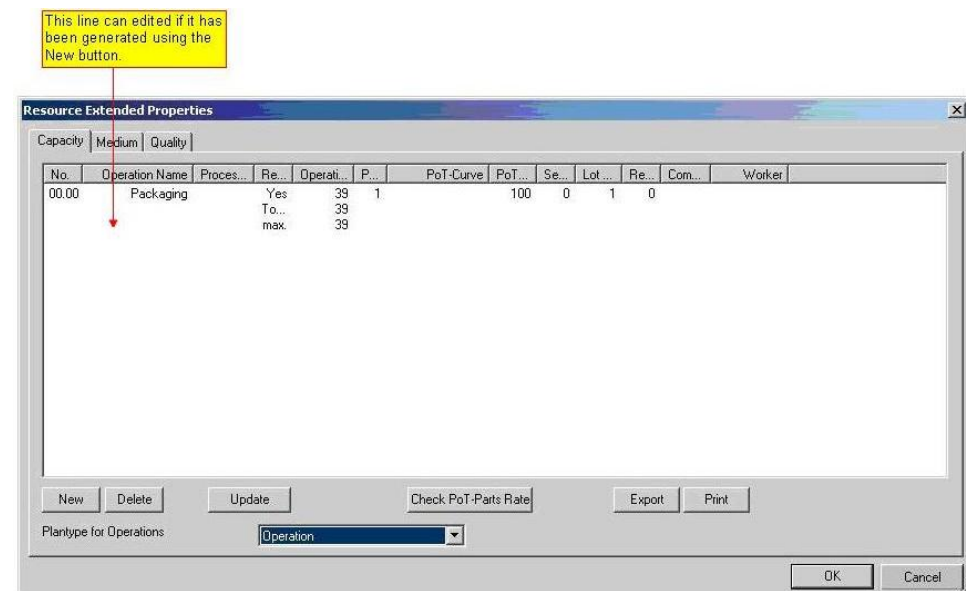 This line can edited if it has
been generated using the
New button.
Resource Extended Properties
Capacity Medium Quality
No. Operation Name Proces... Re... Operati... P... PoT-Curve PoT... Se... Lot ... Re... Com... Worker
00.00 Packaging Yes 39 1 100 0 1 0
To... 39
max. 39
New Delete Update Check PoT-Parts Rate Export Print
Plantype for Operations Operation
OK Cancel